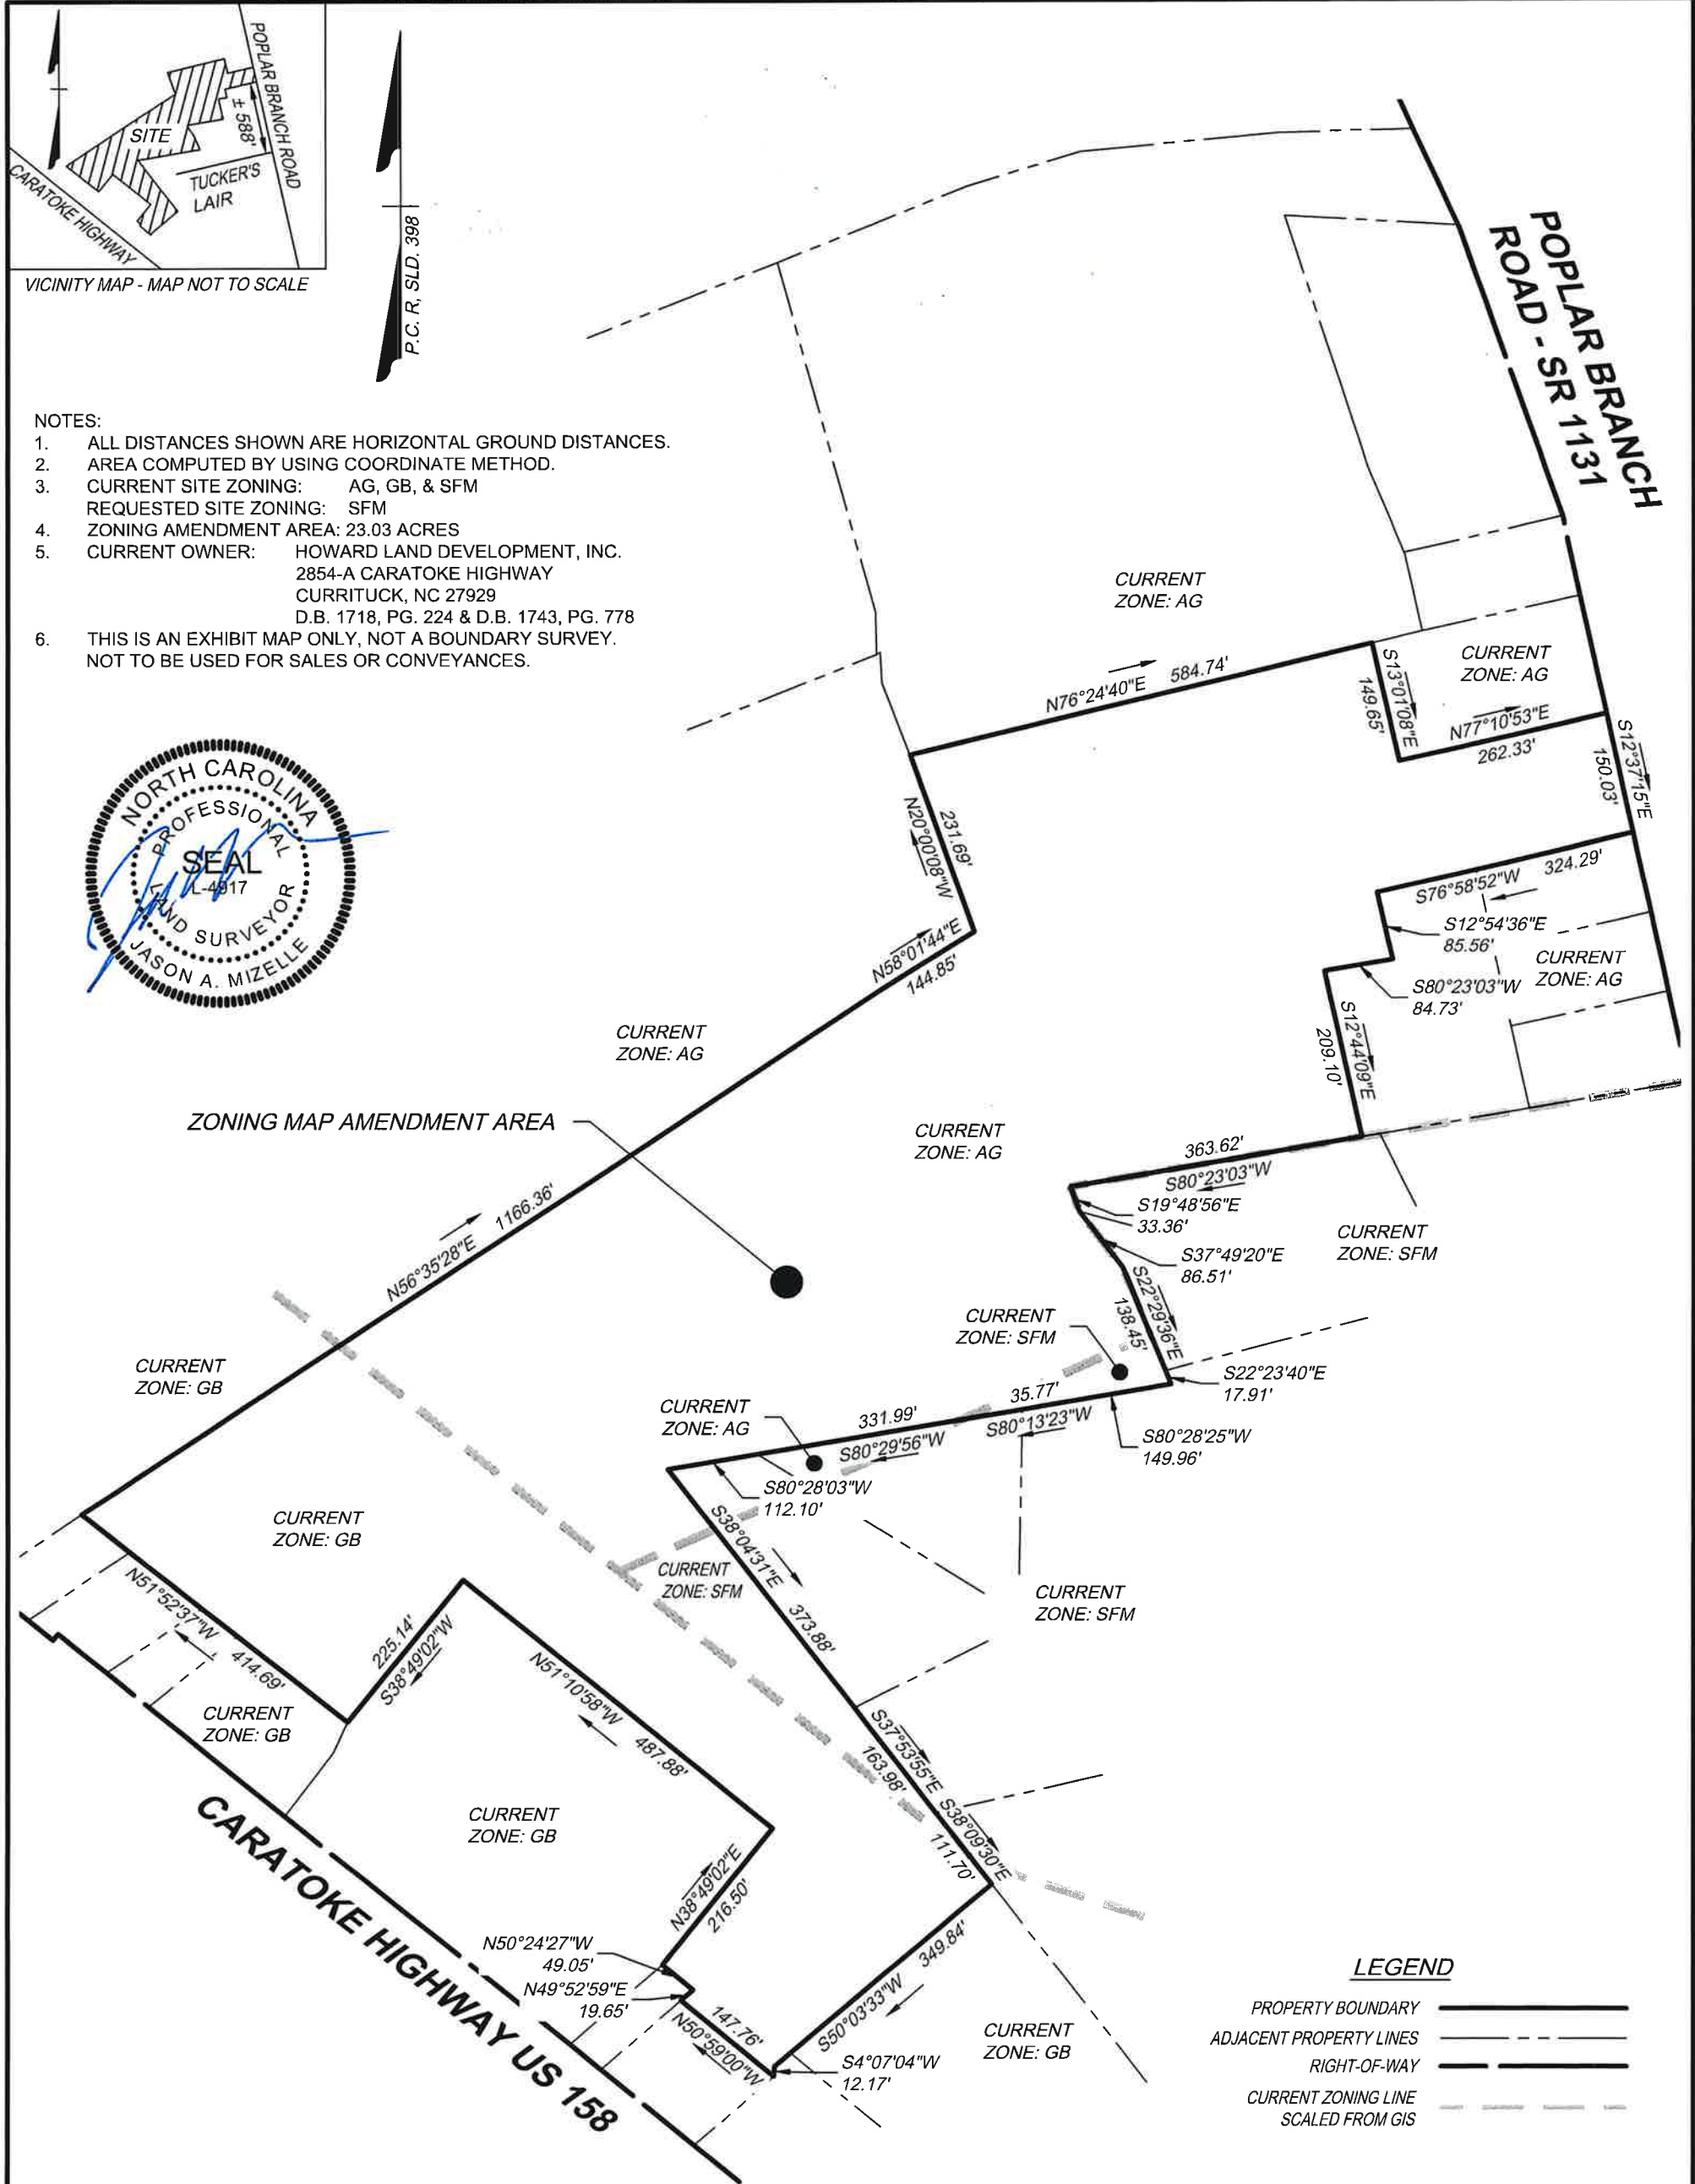 POPLAR BRANCH ROAD
± 588'
SITE
TUCKER'S
LAIR
CARATOKE HIGHWAY
VICINITY MAP - MAP NOT TO SCALE
P.C. R, SLD. 398
NOTES:
1. ALL DISTANCES SHOWN ARE HORIZONTAL GROUND DISTANCES.
2. AREA COMPUTED BY USING COORDINATE METHOD.
3. CURRENT SITE ZONING: AG, GB, & SFM
REQUESTED SITE ZONING: SFM
4. ZONING AMENDMENT AREA: 23.03 ACRES
5. CURRENT OWNER: HOWARD LAND DEVELOPMENT, INC.
2854-A CARATOKE HIGHWAY
CURRITUCK, NC 27929
D.B. 1718, PG. 224 & D.B. 1743, PG. 778
6. THIS IS AN EXHIBIT MAP ONLY, NOT A BOUNDARY SURVEY.
NOT TO BE USED FOR SALES OR CONVEYANCES.
NORTH CAROLINA
PROFESSIONAL
SEAL
L-4917
LAND SURVEYOR
JASON A. MIZELLE
POPLAR BRANCH
ROAD - SR 1131
CURRENT
ZONE: AG
CURRENT
ZONE: AG
N76°24'40"E 584.74'
S13°01'08"E
149.65'
N77°10'53"E
262.33'
S12°37'15"E
150.03'
231.69'
N20°00'08"W
S76°58'52"W 324.29'
S12°54'36"E
85.56'
CURRENT
ZONE: AG
S80°23'03"W
84.73'
N58°01'44"E
144.85'
S12°44'09"E
209.10'
CURRENT
ZONE: AG
ZONING MAP AMENDMENT AREA
CURRENT
ZONE: AG
363.62'
S80°23'03"W
S19°48'56"E
33.36'
S37°49'20"E
86.51'
CURRENT
ZONE: SFM
N56°35'28"E 1166.36'
S22°29'36"E
138.45'
CURRENT
ZONE: SFM
CURRENT
ZONE: GB
S22°23'40"E
17.91'
CURRENT
ZONE: AG
331.99'
S80°29'56"W
35.77'
S80°13'23"W
S80°28'25"W
149.96'
S80°28'03"W
112.10'
CURRENT
ZONE: GB
S38°04'31"E 373.88'
CURRENT
ZONE: SFM
CURRENT
ZONE: SFM
N51°52'37"W 414.69'
225.14'
S38°49'02"W
N51°10'58"W 487.88'
CURRENT
ZONE: GB
S37°53'55"E
163.98'
S38°09'30"E
111.70'
CURRENT
ZONE: GB
CARATOKE HIGHWAY US 158
N38°49'02"E
216.50'
N50°24'27"W
49.05'
N49°52'59"E
19.65'
147.76'
N50°59'00"W
S50°03'33"W 349.84'
S4°07'04"W
12.17'
CURRENT
ZONE: GB
LEGEND
PROPERTY BOUNDARY
ADJACENT PROPERTY LINES
RIGHT-OF-WAY
CURRENT ZONING LINE
SCALED FROM GIS